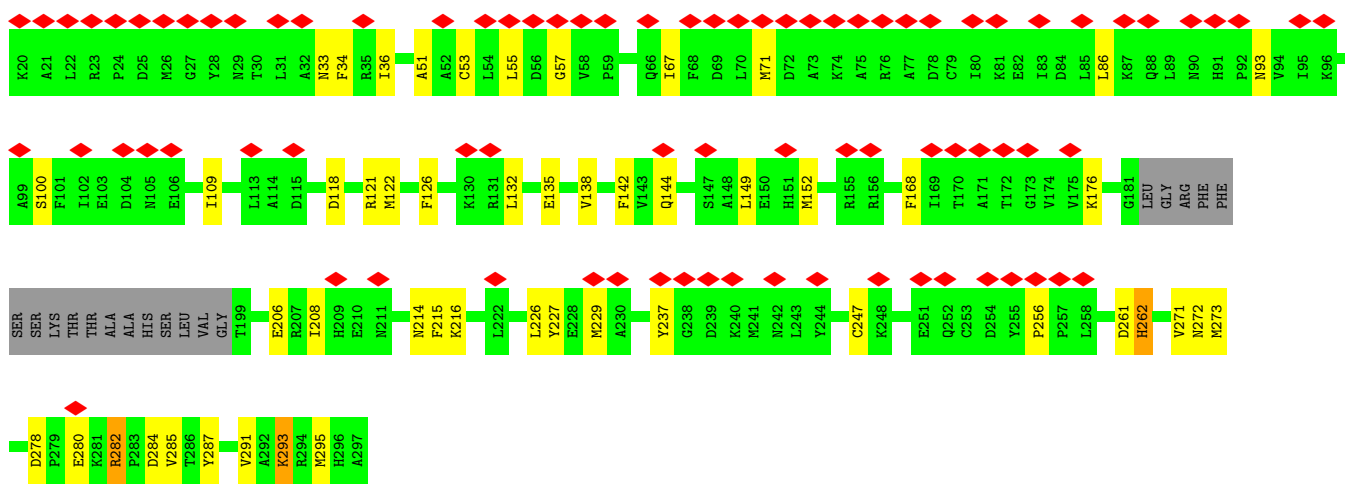 K20 A21 L22 R23 P24 D25 M26 G27 Y28 N29 T30 L31 A32 N33 F34 R35 I36 A51 A52 C53 L54 L55 D56 G57 V58 P59 Q66 I67 F68 D69 L70 M71 D72 A73 K74 A75 R76 A77 D78 C79 I80 K81 E82 I83 D84 L85 L86 K87 Q88 L89 N90 H91 P92 N93 V94 I95 K96
A99 S100 F101 I102 E103 D104 N105 E106 I109 L113 A114 D115 D118 R121 M122 F126 K130 R131 L132 E135 V138 F142 V143 Q144 S147 A148 L149 E150 H151 M152 R155 R156 F168 I169 T170 A171 T172 G173 V174 V175 K176 G181 LEU GLY ARG PHE PHE
SER SER LYS THR THR ALA ALA HIS SER LEU VAL GLY T199 E206 R207 I208 H209 E210 N211 N214 F215 K216 L222 L226 Y227 E228 M229 A230 Y237 G238 D239 K240 M241 N242 L243 Y244 C247 K248 E251 Q252 C253 D254 Y255 P256 P257 L258 D261 H262 V271 N272 M273
D278 P279 E280 K281 R282 P283 D284 V285 T286 Y287 V291 A292 K293 R294 M295 H296 A297